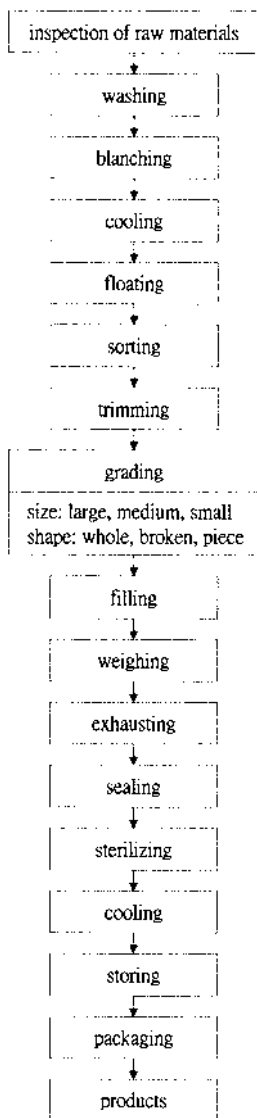 inspection of raw materials
washing
blanching
cooling
floating
sorting
trimming
grading
size: large, medium, small
shape: whole, broken, piece
filling
weighing
exhausting
sealing
sterilizing
cooling
storing
packaging
products